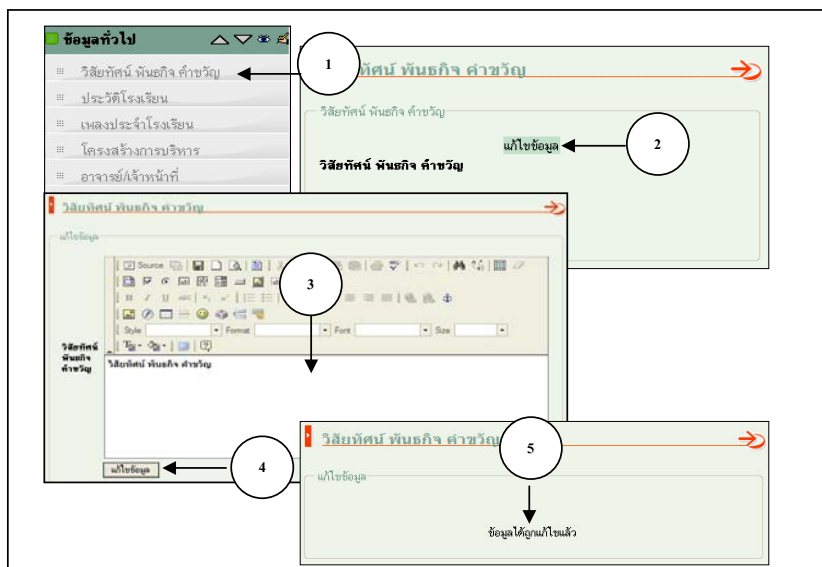 ข้อมูลทั่วไป
วิสัยทัศน์ พันธกิจ คำขวัญ
ประวัติโรงเรียน
เพลงประจำโรงเรียน
โครงสร้างการบริหาร
อาจารย์/เจ้าหน้าที่
1
ทัศน์ พันธกิจ คำขวัญ
วิสัยทัศน์ พันธกิจ คำขวัญ
แก้ไขข้อมูล
2
วิสัยทัศน์ พันธกิจ คำขวัญ
วิสัยทัศน์ พันธกิจ คำขวัญ
แก้ไขข้อมูล
Source
3
B I U ABC
Style Format Font Size
วิสัยทัศน์
พันธกิจ
คำขวัญ
วิสัยทัศน์ พันธกิจ คำขวัญ
แก้ไขข้อมูล
4
วิสัยทัศน์ พันธกิจ คำขวัญ
5
แก้ไขข้อมูล
ข้อมูลได้ถูกแก้ไขแล้ว